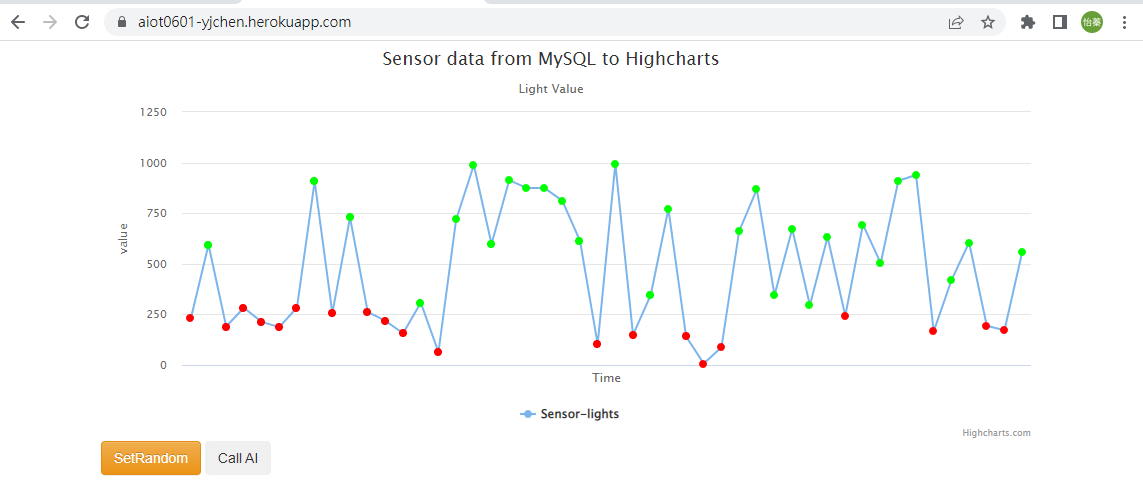 aiot0601-yjchen.herokuapp.com
怡蓁
Sensor data from MySQL to Highcharts
Light Value
1250
1000
750
500
250
0
value
Time
Sensor-lights
Highcharts.com
SetRandom
Call AI